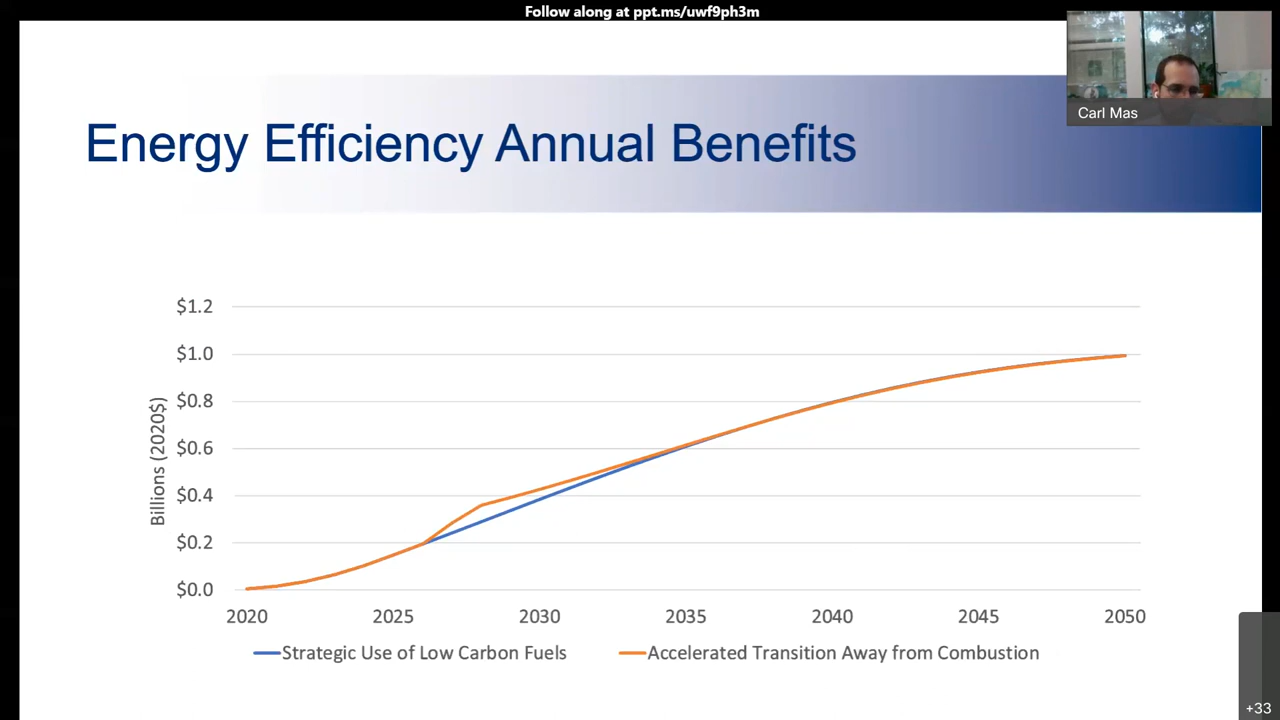 Follow along at ppt.ms/uwf9ph3m
Carl Mas
Energy Efficiency Annual Benefits
Billions (2020$)
$1.2
$1.0
$0.8
$0.6
$0.4
$0.2
$0.0
2020 2025 2030 2035 2040 2045 2050
Strategic Use of Low Carbon Fuels Accelerated Transition Away from Combustion
+33